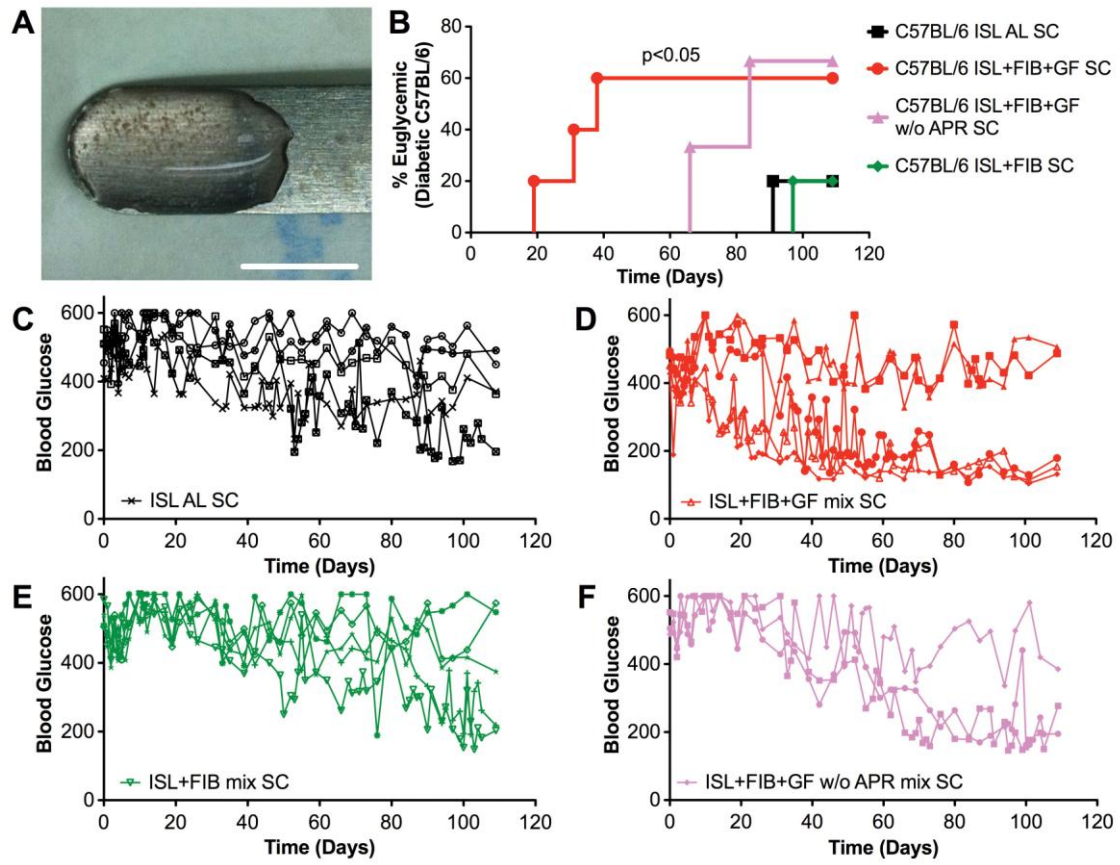 A
B
% Euglycemic
(Diabetic C57BL/6)
80
60
40
20
0
p<0.05
0 20 40 60 80 100 120
Time (Days)
C57BL/6 ISL AL SC
C57BL/6 ISL+FIB+GF SC
C57BL/6 ISL+FIB+GF
w/o APR SC
C57BL/6 ISL+FIB SC
C
Blood Glucose
600
400
200
0
ISL AL SC
0 20 40 60 80 100 120
Time (Days)
D
Blood Glucose
600
400
200
0
ISL+FIB+GF mix SC
0 20 40 60 80 100 120
Time (Days)
E
Blood Glucose
600
400
200
0
ISL+FIB mix SC
0 20 40 60 80 100 120
Time (Days)
F
Blood Glucose
600
400
200
0
ISL+FIB+GF w/o APR mix SC
0 20 40 60 80 100 120
Time (Days)